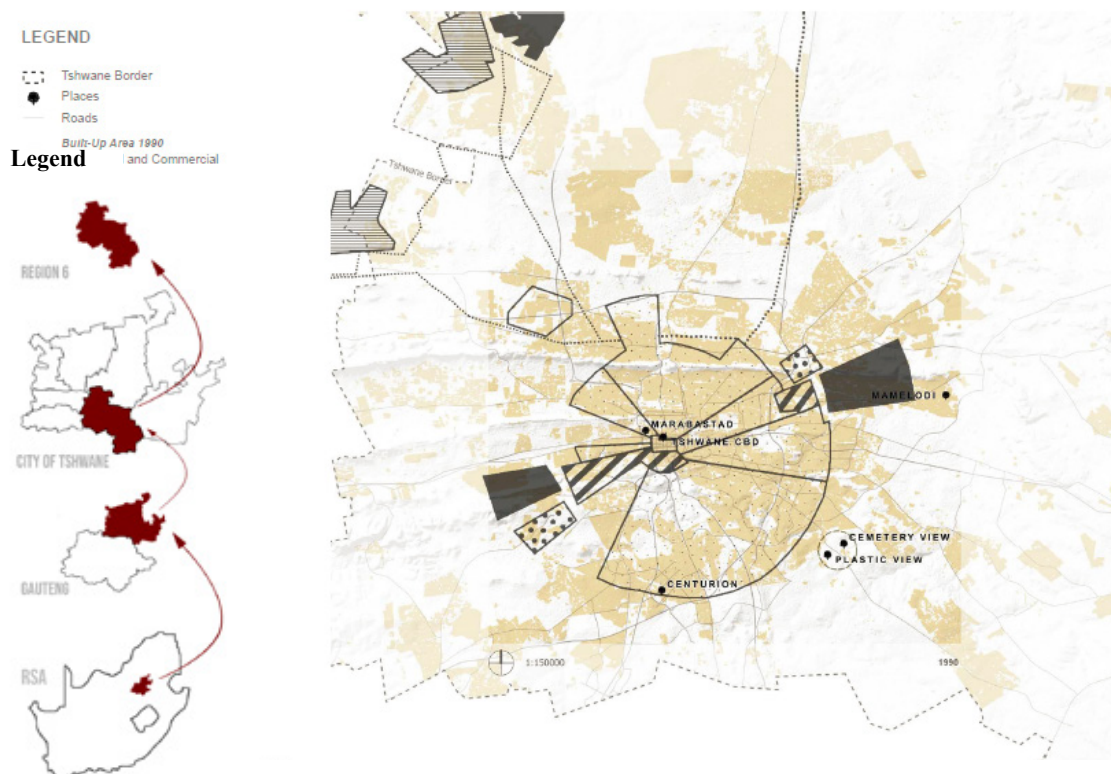 LEGEND
Tshwane Border
Places
Roads
Built-Up Area 1990
Legend and Commercial
REGION 6
CITY OF TSHWANE
GAUTENG
RSA
Tshwane Border
MAMELODI
MARABASTAD
TSHWANE CBD
CEMETERY VIEW
PLASTIC VIEW
CENTURION
1:150000
1990